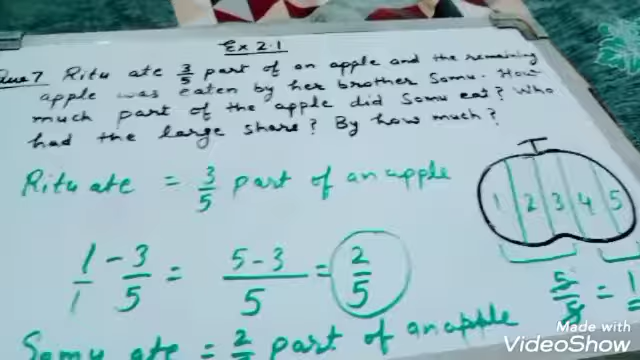 Ex 2.1
Que 7 Ritu ate 3/5 part of an apple and the remaining
apple was eaten by her brother Somu. How
much part of the apple did Somu eat? Who
had the large share? By how much?
Ritu ate = 3/5 part of an apple
1 2 3 4 5
1/1 - 3/5 = 5-3/5 = 2/5
5/5 = 1
Somu ate = 2/ part of an apple
Made with
VideoShow